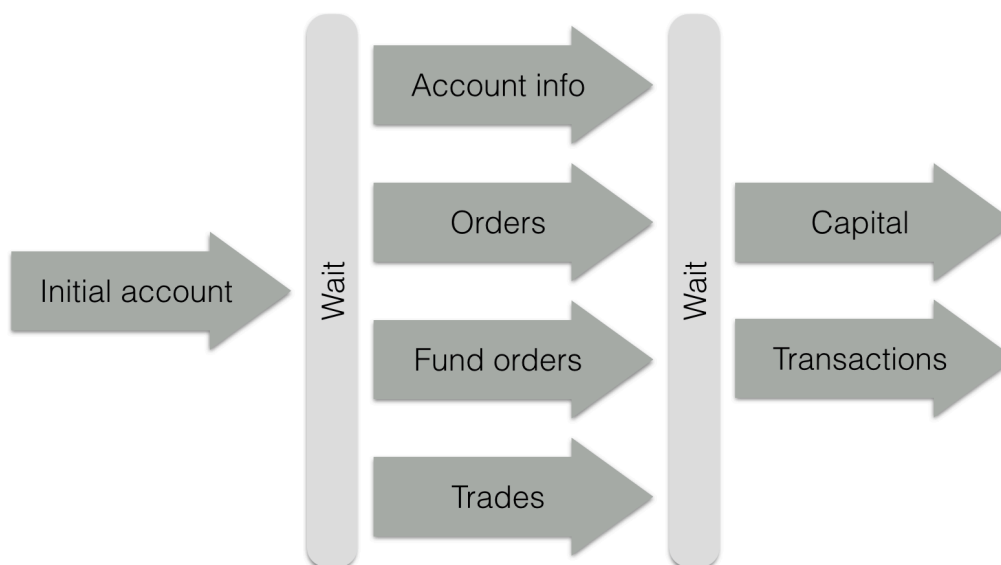 Initial account
Wait
Account info
Orders
Fund orders
Trades
Wait
Capital
Transactions